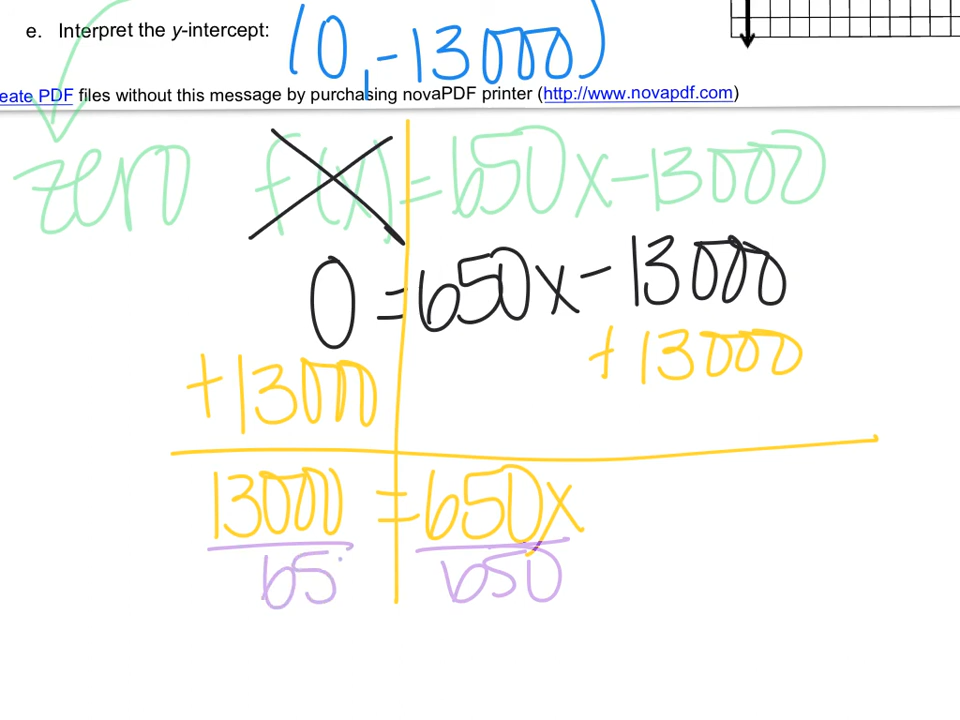 e. Interpret the y-intercept: (0, -13000)
eate PDF files without this message by purchasing novaPDF printer (http://www.novapdf.com)
zero f(x) = 650x - 13000
0 = 650x - 13000
+13000 + 13000
13000 = 650x
65 650